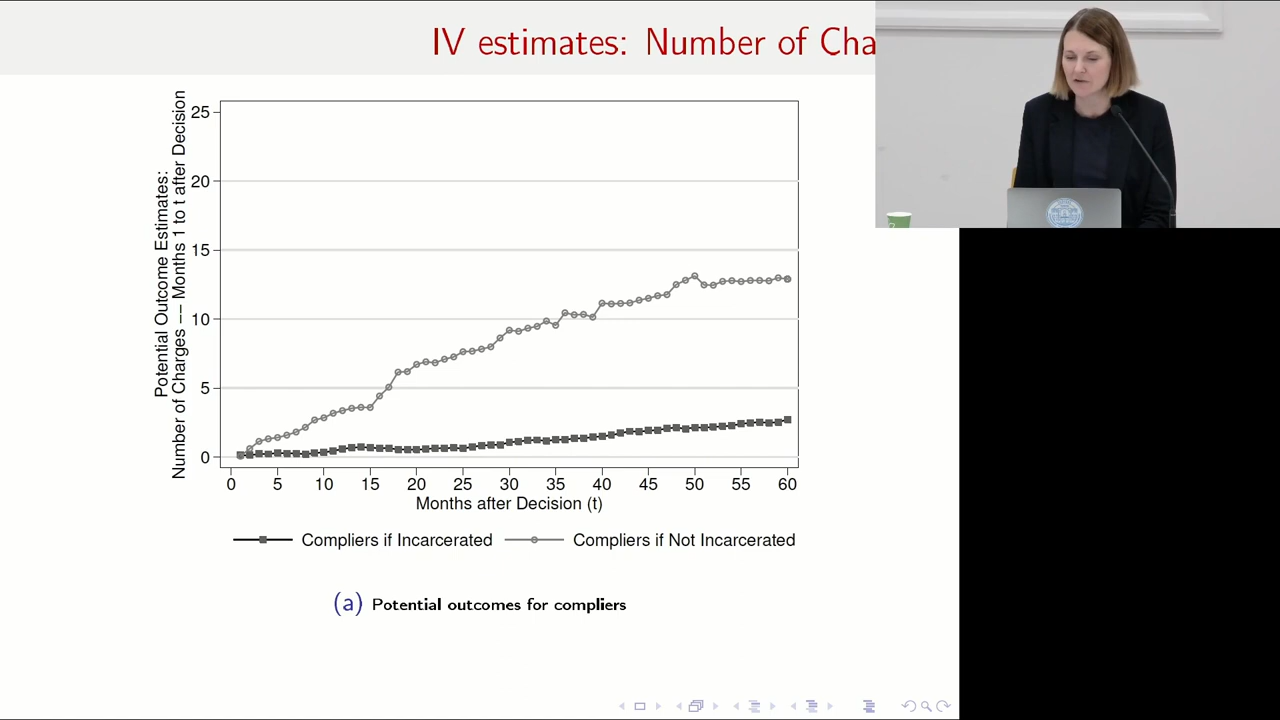 IV estimates: Number of Cha
Potential Outcome Estimates:
Number of Charges -- Months 1 to t after Decision
25
20
15
10
5
0
0 5 10 15 20 25 30 35 40 45 50 55 60
Months after Decision (t)
Compliers if Incarcerated Compliers if Not Incarcerated
(a) Potential outcomes for compliers